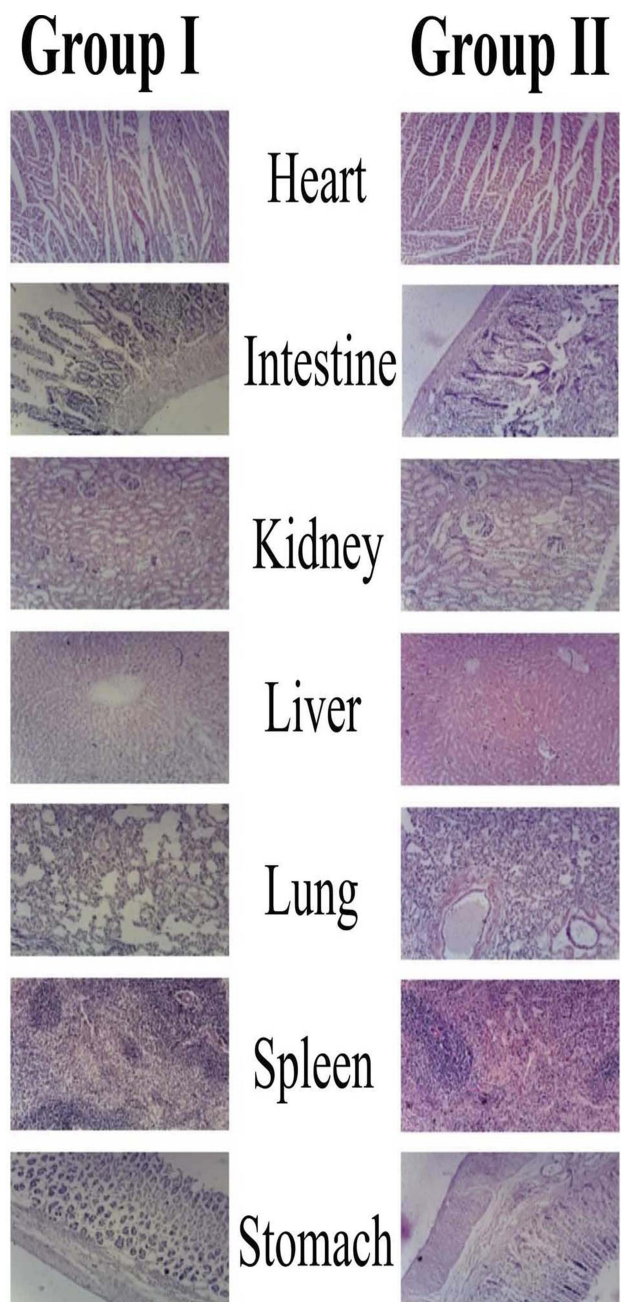 Group I
Group II
Heart
Intestine
Kidney
Liver
Lung
Spleen
Stomach